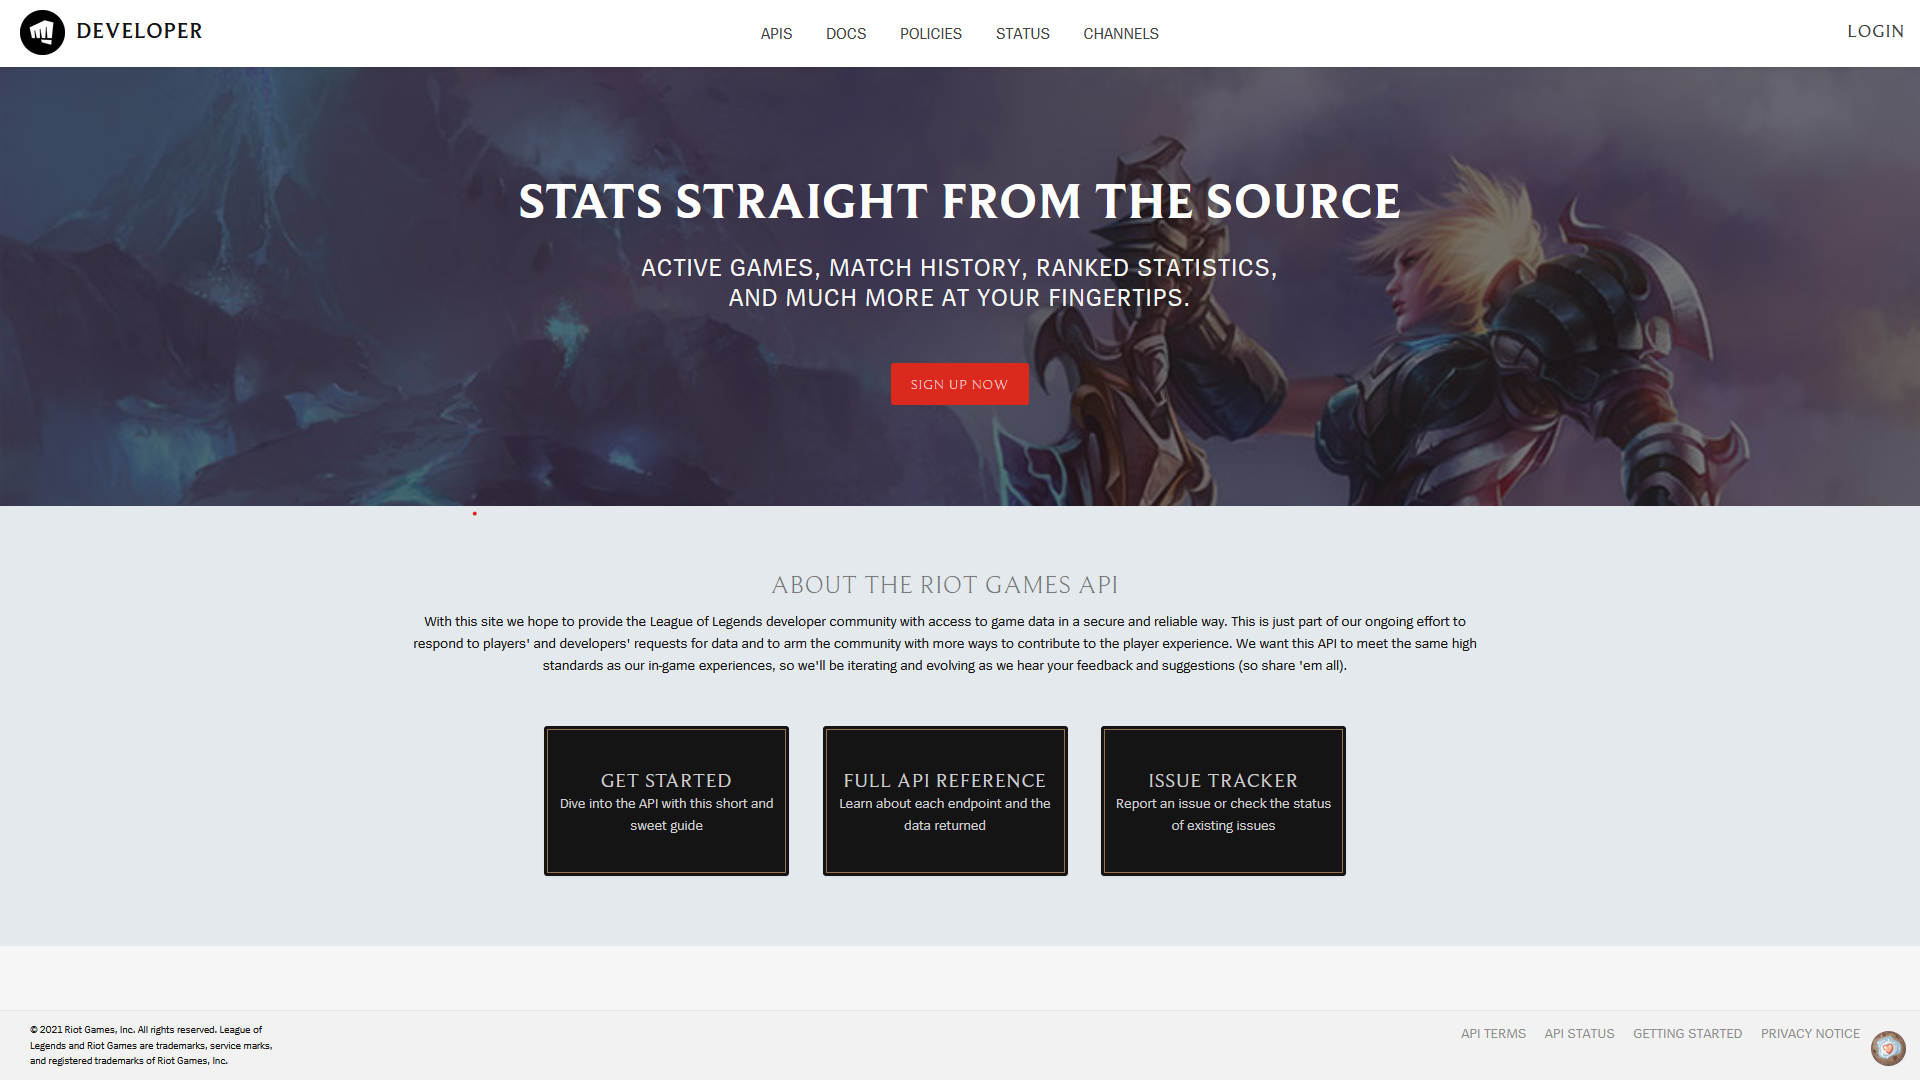 DEVELOPER
APIS
DOCS
POLICIES
STATUS
CHANNELS
LOGIN
STATS STRAIGHT FROM THE SOURCE
ACTIVE GAMES, MATCH HISTORY, RANKED STATISTICS,
AND MUCH MORE AT YOUR FINGERTIPS.
SIGN UP NOW
ABOUT THE RIOT GAMES API
With this site we hope to provide the League of Legends developer community with access to game data in a secure and reliable way. This is just part of our ongoing effort to
respond to players' and developers' requests for data and to arm the community with more ways to contribute to the player experience. We want this API to meet the same high
standards as our in-game experiences, so we'll be iterating and evolving as we hear your feedback and suggestions (so share 'em all).
GET STARTED
Dive into the API with this short and
sweet guide
FULL API REFERENCE
Learn about each endpoint and the
data returned
ISSUE TRACKER
Report an issue or check the status
of existing issues
© 2021 Riot Games, Inc. All rights reserved. League of
Legends and Riot Games are trademarks, service marks,
and registered trademarks of Riot Games, Inc.
API TERMS
API STATUS
GETTING STARTED
PRIVACY NOTICE